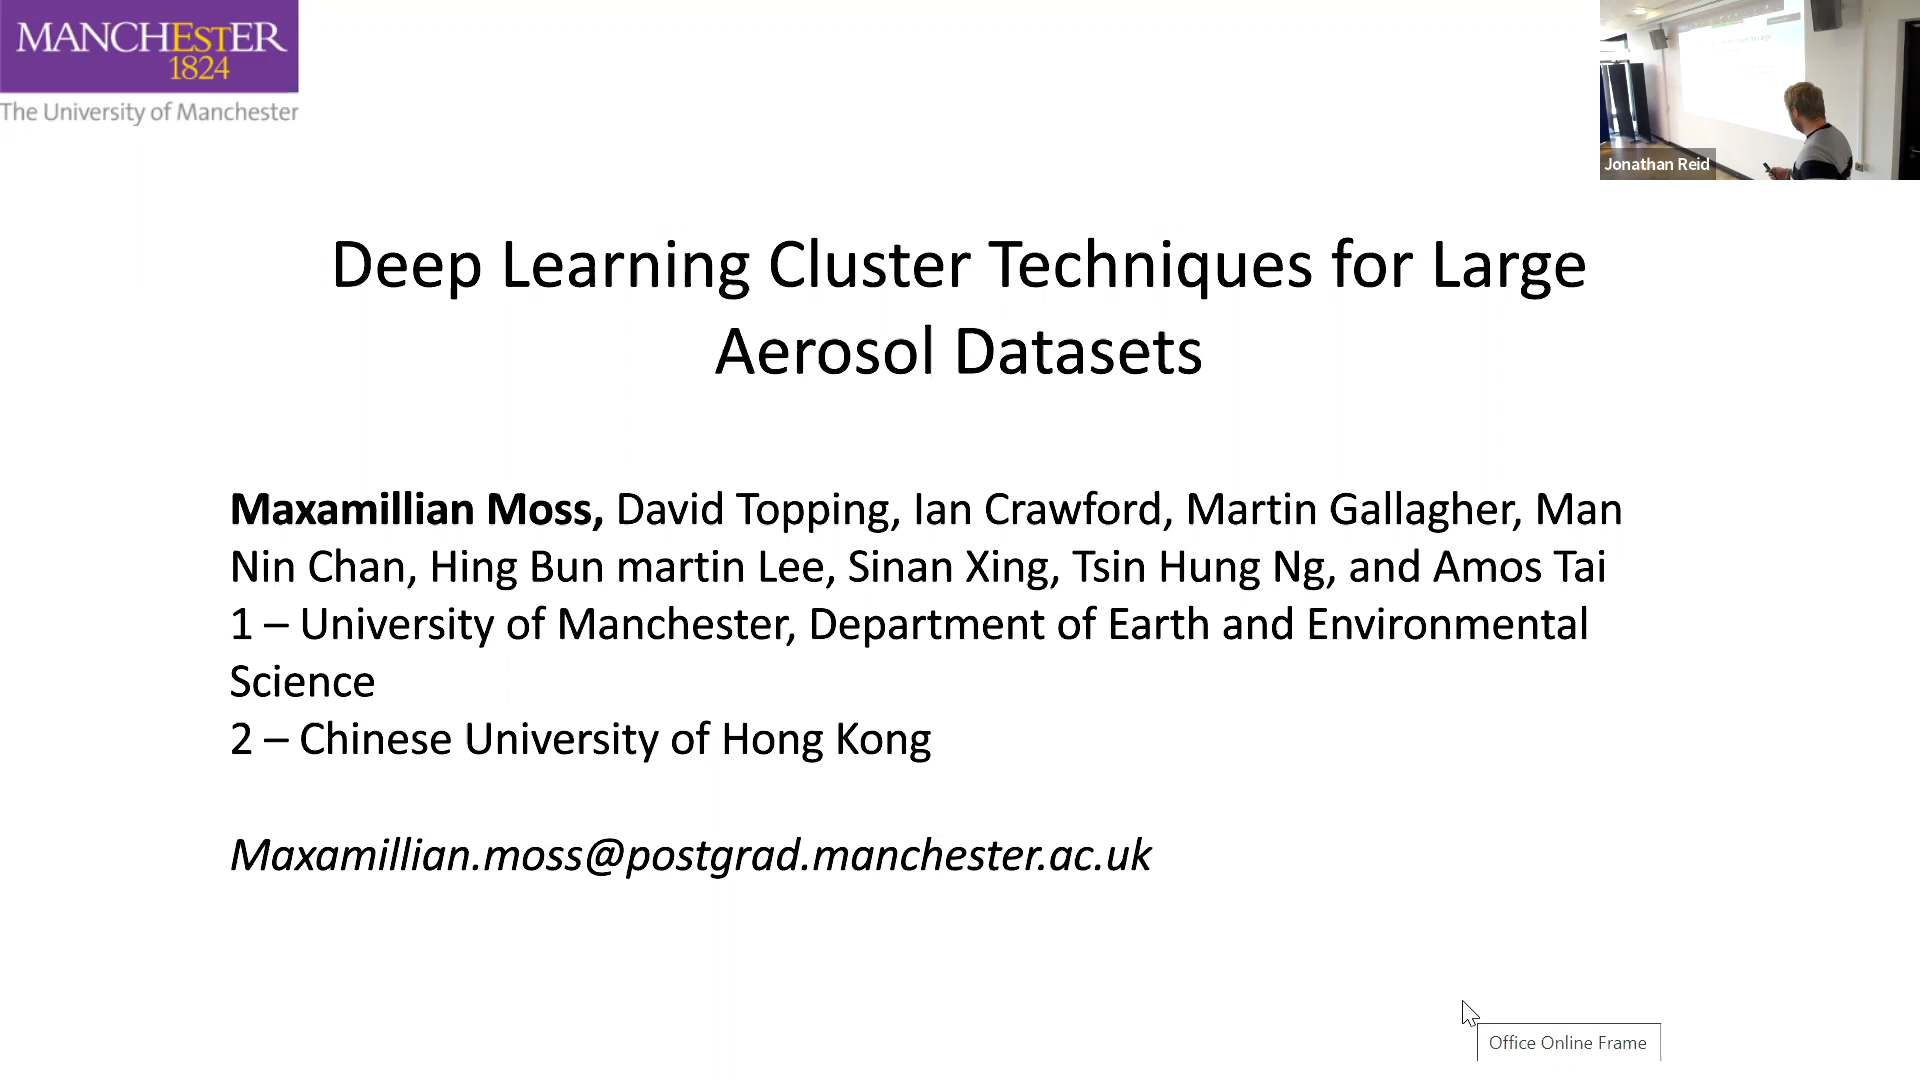 MANCHESTER
1824
The University of Manchester
Jonathan Reid
Deep Learning Cluster Techniques for Large
Aerosol Datasets
Maxamillian Moss, David Topping, Ian Crawford, Martin Gallagher, Man
Nin Chan, Hing Bun martin Lee, Sinan Xing, Tsin Hung Ng, and Amos Tai
1 – University of Manchester, Department of Earth and Environmental
Science
2 – Chinese University of Hong Kong
Maxamillian.moss@postgrad.manchester.ac.uk
Office Online Frame